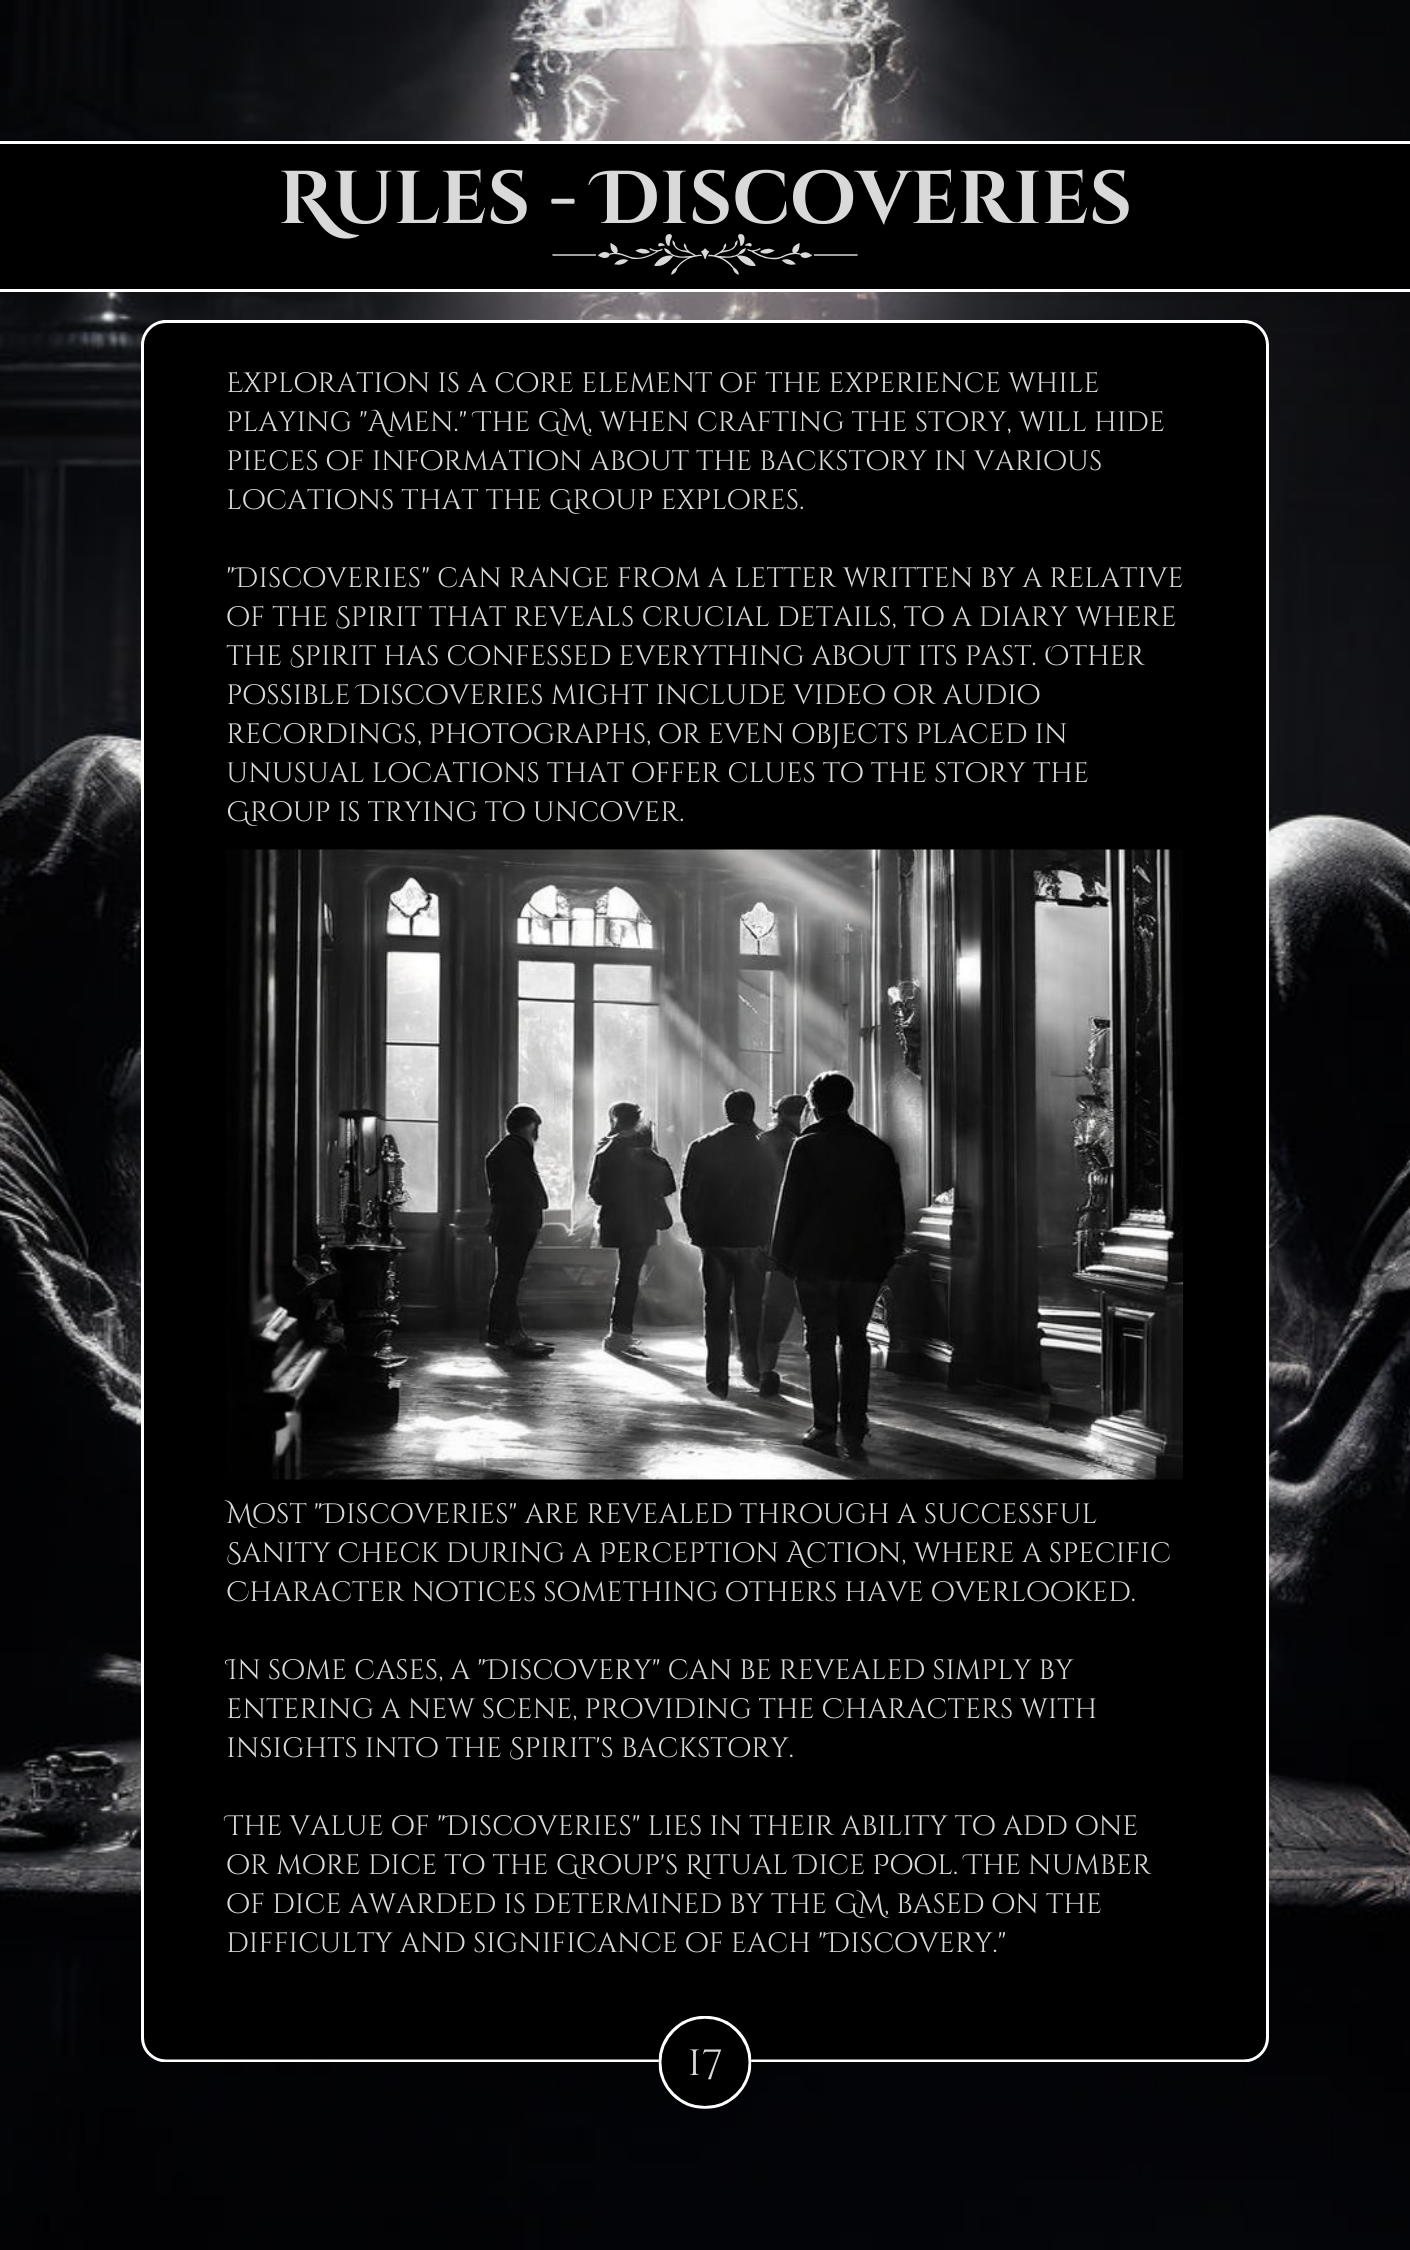 Rules - Discoveries
Exploration is a core element of the experience while
playing "Amen." The GM, when crafting the story, will hide
pieces of information about the backstory in various
locations that the Group explores.
"Discoveries" can range from a letter written by a relative
of the Spirit that reveals crucial details, to a diary where
the Spirit has confessed everything about its past. Other
possible Discoveries might include video or audio
recordings, photographs, or even objects placed in
unusual locations that offer clues to the story the
Group is trying to uncover.
Most "Discoveries" are revealed through a successful
Sanity Check during a Perception Action, where a specific
Character notices something others have overlooked.
In some cases, a "Discovery" can be revealed simply by
entering a new scene, providing the Characters with
insights into the Spirit's backstory.
The value of "Discoveries" lies in their ability to add one
or more dice to the Group's Ritual Dice Pool. The number
of dice awarded is determined by the GM, based on the
difficulty and significance of each "Discovery."
17